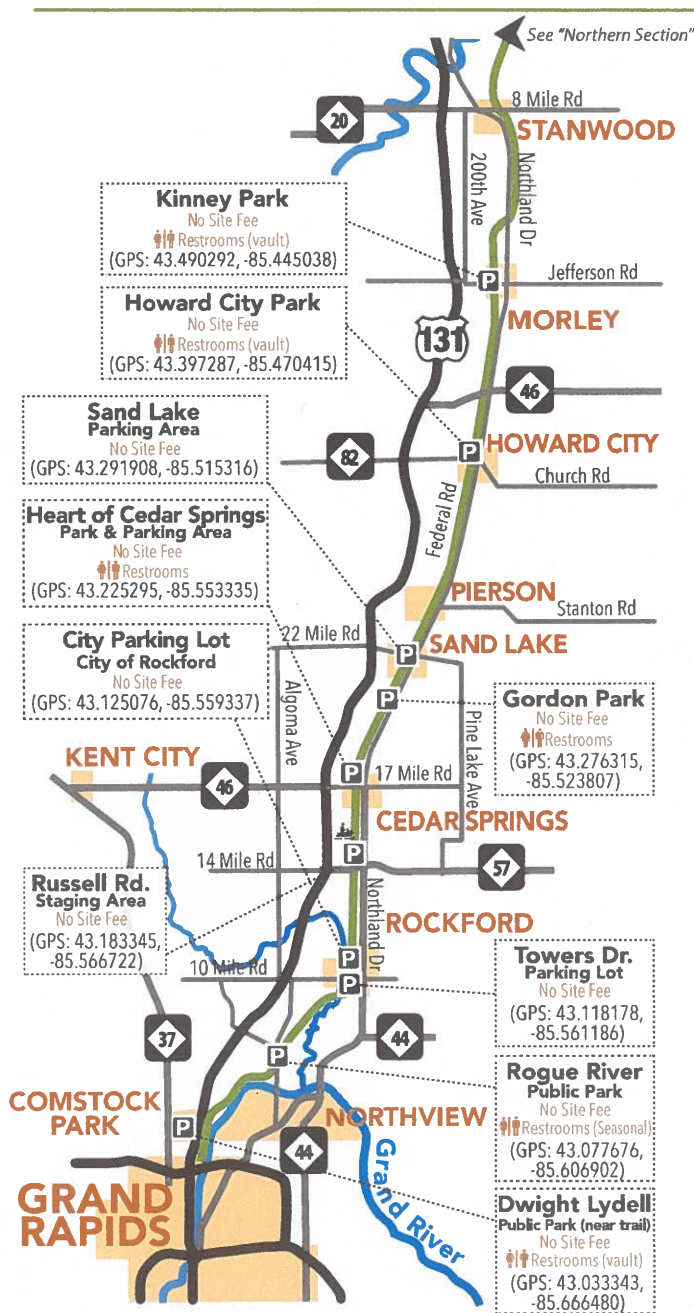 See "Northern Section"
8 Mile Rd
20
STANWOOD
200th Ave
Northland Dr
Kinney Park
No Site Fee
Restrooms (vault)
(GPS: 43.490292, -85.445038)
P
Jefferson Rd
MORLEY
Howard City Park
No Site Fee
Restrooms (vault)
(GPS: 43.397287, -85.470415)
131
46
Sand Lake
Parking Area
No Site Fee
(GPS: 43.291908, -85.515316)
82
P
HOWARD CITY
Church Rd
Federal Rd
Heart of Cedar Springs
Park & Parking Area
No Site Fee
Restrooms
(GPS: 43.225295, -85.553335)
PIERSON
Stanton Rd
City Parking Lot
City of Rockford
No Site Fee
(GPS: 43.125076, -85.559337)
22 Mile Rd
P
SAND LAKE
Algoma Ave
Pine Lake Ave
P
Gordon Park
No Site Fee
Restrooms
(GPS: 43.276315,
-85.523807)
KENT CITY
46
P
17 Mile Rd
CEDAR SPRINGS
14 Mile Rd
P
57
Russell Rd.
Staging Area
No Site Fee
(GPS: 43.183345,
-85.566722)
Northland Dr
ROCKFORD
10 Mile Rd
P
P
Towers Dr.
Parking Lot
No Site Fee
(GPS: 43.118178,
-85.561186)
37
44
P
Rogue River
Public Park
No Site Fee
Restrooms (Seasonal)
(GPS: 43.077676,
-85.606902)
COMSTOCK
PARK
P
NORTHVIEW
44
Grand River
GRAND
RAPIDS
Dwight Lydell
Public Park (near trail)
No Site Fee
Restrooms (vault)
(GPS: 43.033343,
-85.666480)